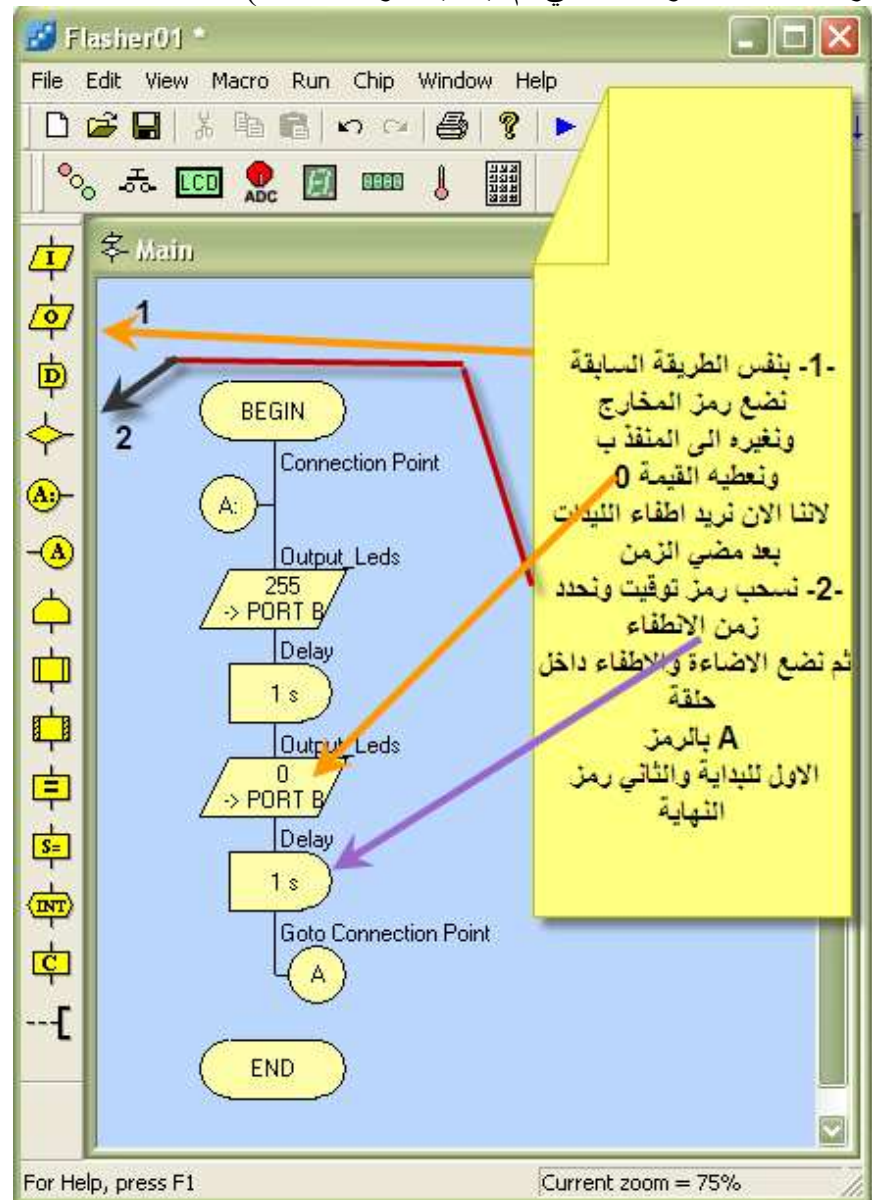 Flasher01 *
File Edit View Macro Run Chip Window Help
LCD
ADC
8888
Main
I
O
D
A:
A
=
S=
INT
C
1
2
BEGIN
Connection Point
A:
Output_Leds
255
-> PORT B
Delay
1 s
Output_Leds
0
-> PORT B
Delay
1 s
Goto Connection Point
A
END
-1- بنفس الطريقة السابقة
نضع رمز المخارج
ونغيره الى المنفذ ب
ونعطيه القيمة 0
لاننا الان نريد اطفاء الليدات
بعد مضي الزمن
-2- نسحب رمز توقيت ونحدد
زمن الانطفاء
ثم نضع الاضاءة والاطفاء داخل
حلقة
بالرمز A
الاول للبداية والثاني رمز
النهاية
For Help, press F1
Current zoom = 75%